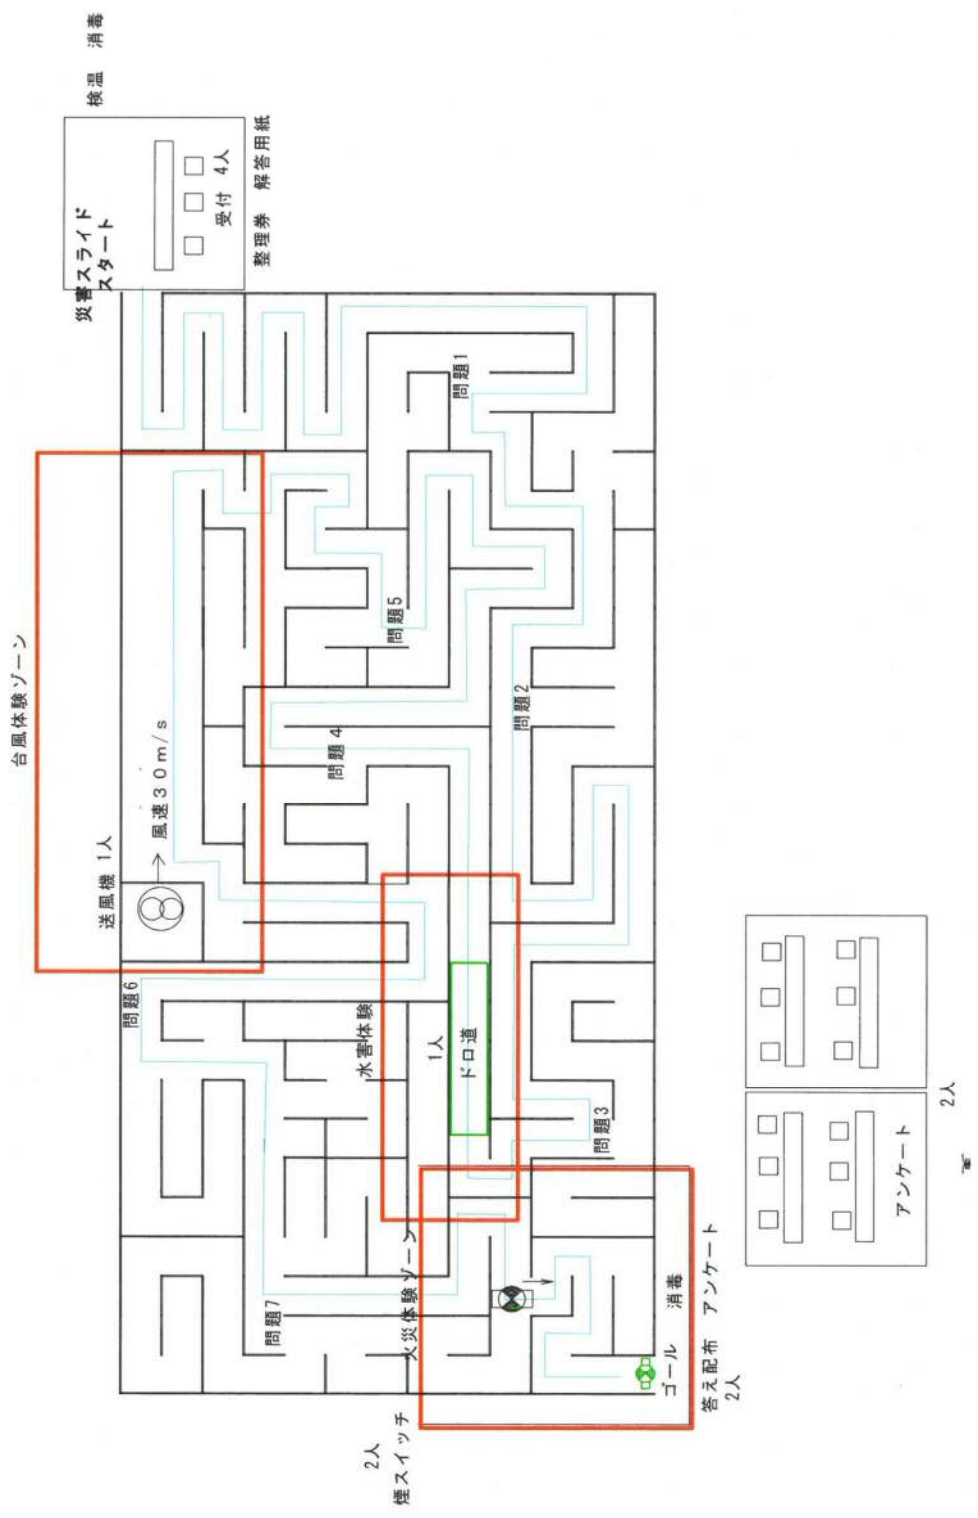 検温　消毒
災害スライド
スタート
受付　4人
整理券　解答用紙
台風体験ゾーン
送風機 1人
風速30m/s
問題1
問題2
問題3
問題4
問題5
問題6
問題7
水害体験
1人
ドロ道
火災体験ゾーン
2人
煙スイッチ
ゴール
消毒
答え配布　アンケート
2人
アンケート
2人